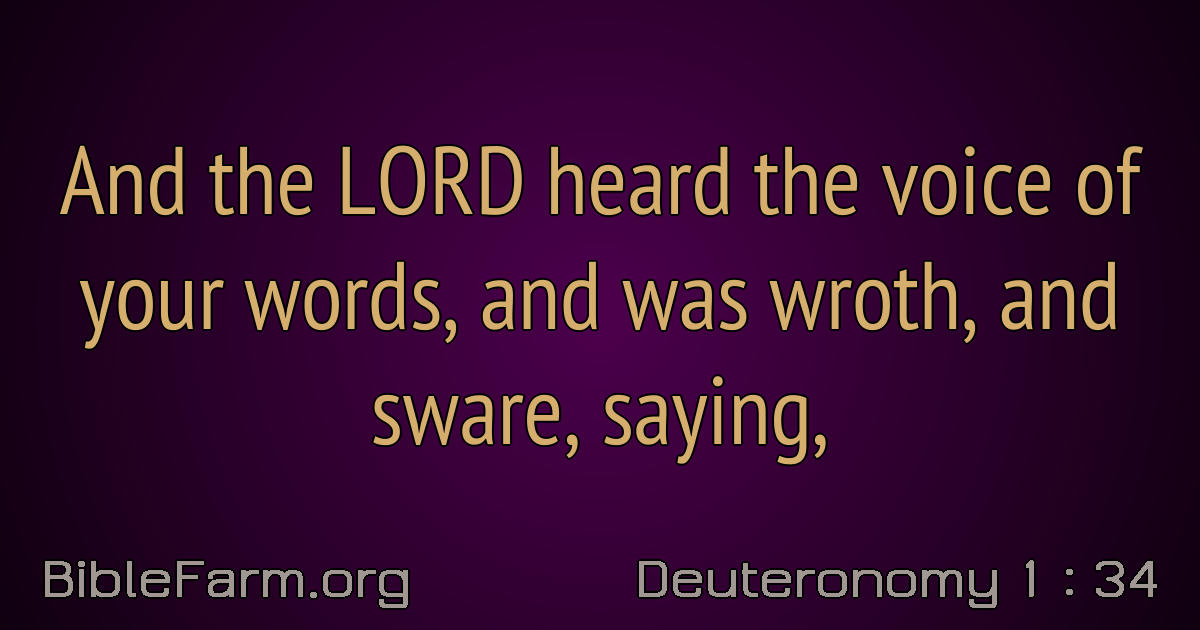 And the LORD heard the voice of
your words, and was wroth, and
sware, saying,
BibleFarm.org
Deuteronomy 1 : 34